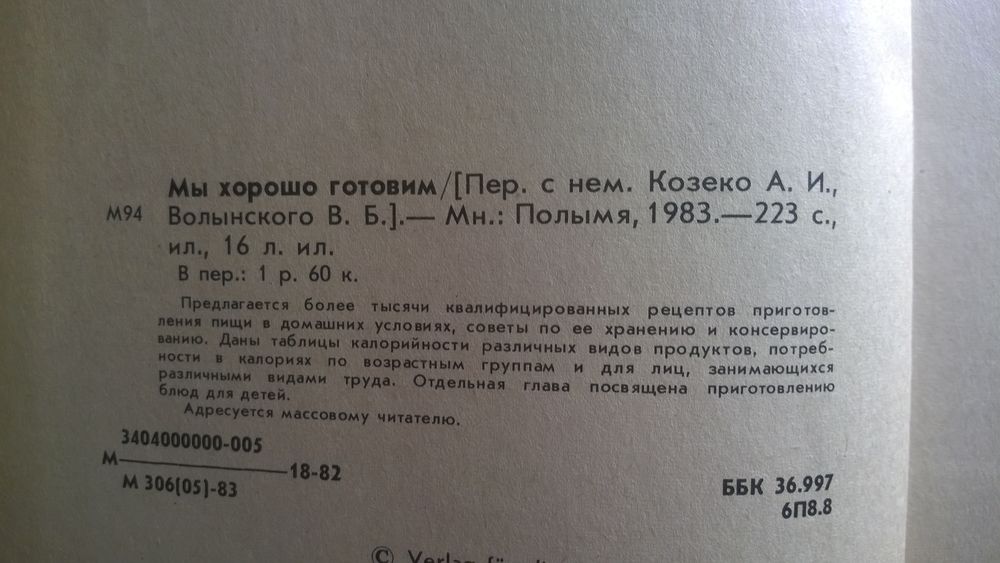 Мы хорошо готовим/[Пер. с нем. Козеко А. И.,
М94 Волынского В. Б.].— Мн.: Полымя, 1983.—223 с.,
ил., 16 л. ил.
В пер.: 1 р. 60 к.
Предлагается более тысячи квалифицированных рецептов приготов-
ления пищи в домашних условиях, советы по ее хранению и консервиро-
ванию. Даны таблицы калорийности различных видов продуктов, потреб-
ности в калориях по возрастным группам и для лиц, занимающихся
различными видами труда. Отдельная глава посвящена приготовлению
блюд для детей.
Адресуется массовому читателю.
3404000000-005
М—18-82
М 306(05)-83
ББК 36.997
6П8.8
© Verlag für